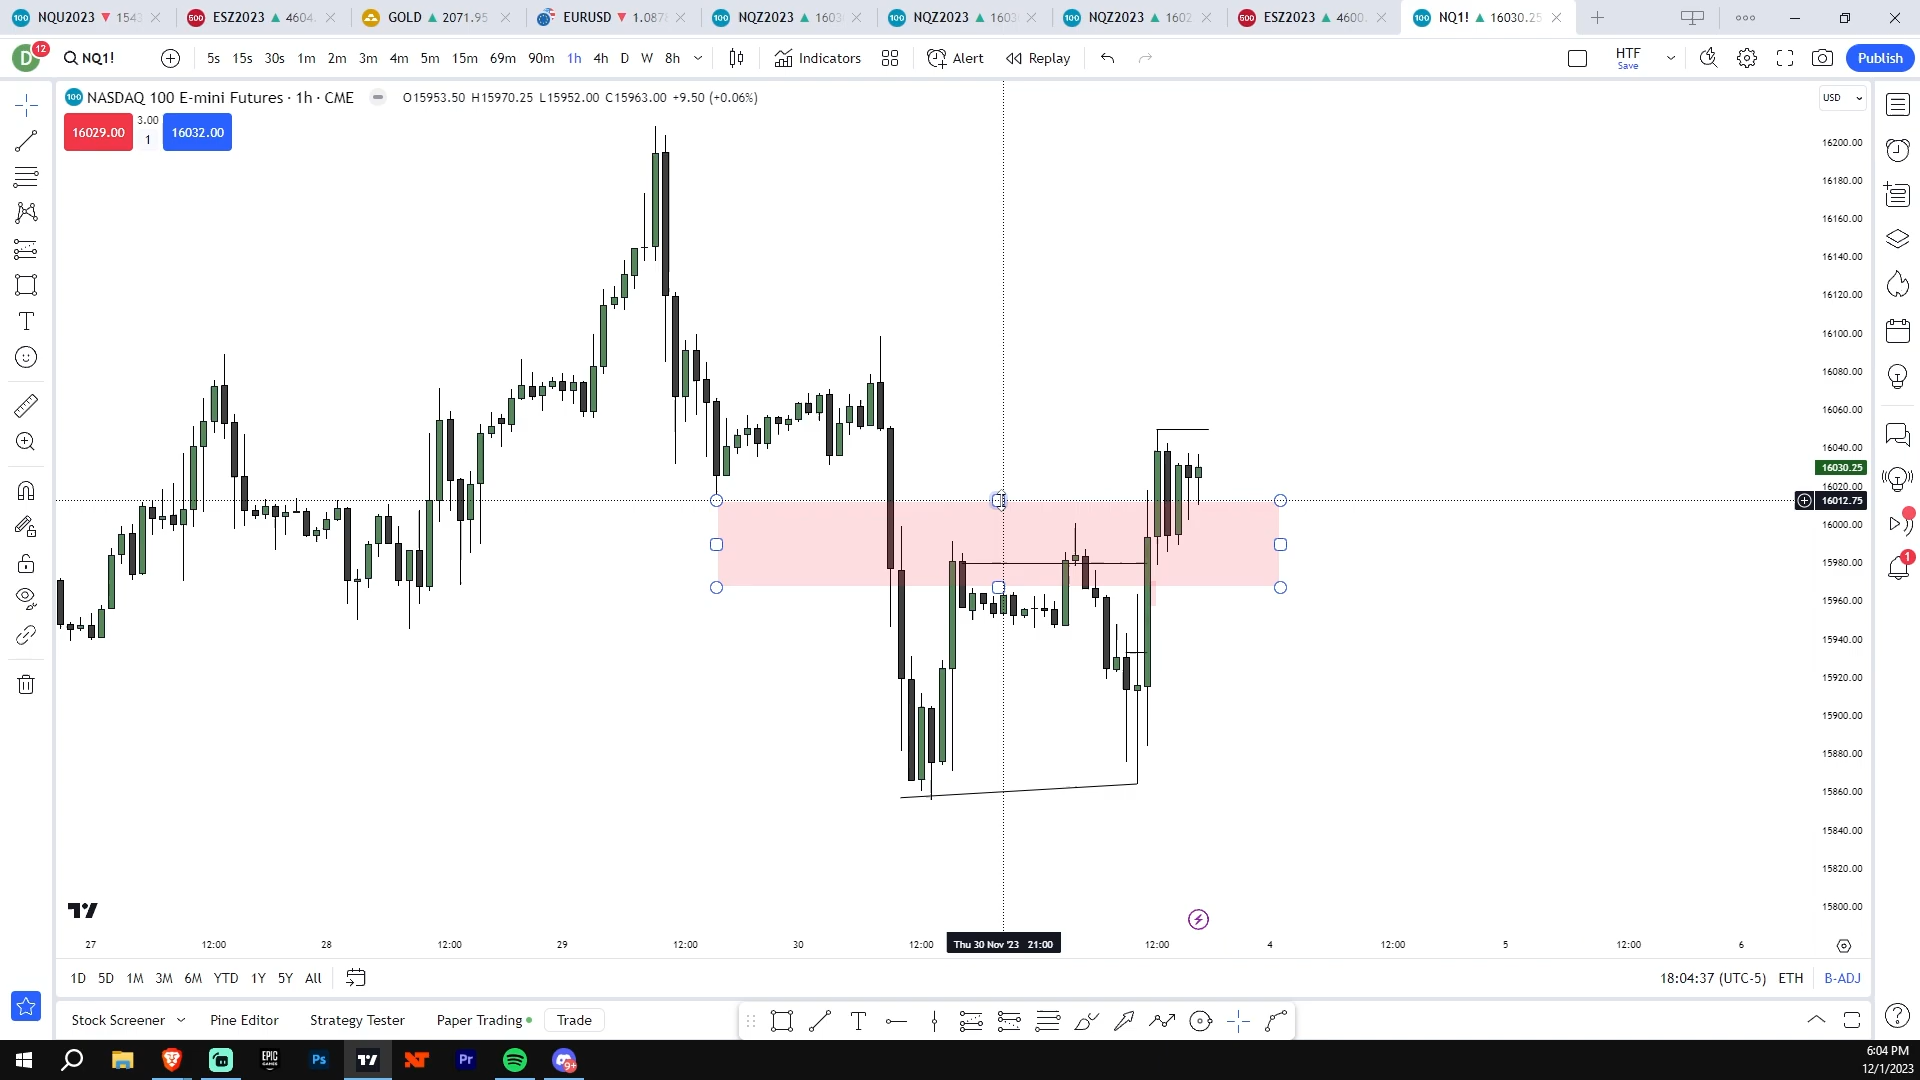 NQU2023 ▼ 154
ESZ2023 ▲ 4604.
GOLD ▲ 2071.95
EURUSD ▼ 1.087
NQZ2023 ▲ 1603
NQZ2023 ▲ 1603
NQZ2023 ▲ 1602
ESZ2023 ▲ 4600.
NQ1! ▲ 16030.25
D 12 NQ1! 5s 15s 30s 1m 2m 3m 4m 5m 15m 69m 90m 1h 4h D W 8h Indicators Alert Replay HTF Save Publish
100 NASDAQ 100 E-mini Futures · 1h · CME O15953.50 H15970.25 L15952.00 C15963.00 +9.50 (+0.06%)
USD
16029.00 3.00 1 16032.00
16200.00
16180.00
16160.00
16140.00
16120.00
16100.00
16080.00
16060.00
16040.00
16030.25
16020.00
16012.75
16000.00
15980.00
15960.00
15940.00
15920.00
15900.00
15880.00
15860.00
15840.00
15820.00
15800.00
27 12:00 28 12:00 29 12:00 30 12:00 Thu 30 Nov '23 21:00 12:00 4 12:00 5 12:00 6
1D 5D 1M 3M 6M YTD 1Y 5Y All 18:04:37 (UTC-5) ETH B-ADJ
Stock Screener Pine Editor Strategy Tester Paper Trading Trade
EPIC GAMES Ps Pr 9+
6:04 PM
12/1/2023